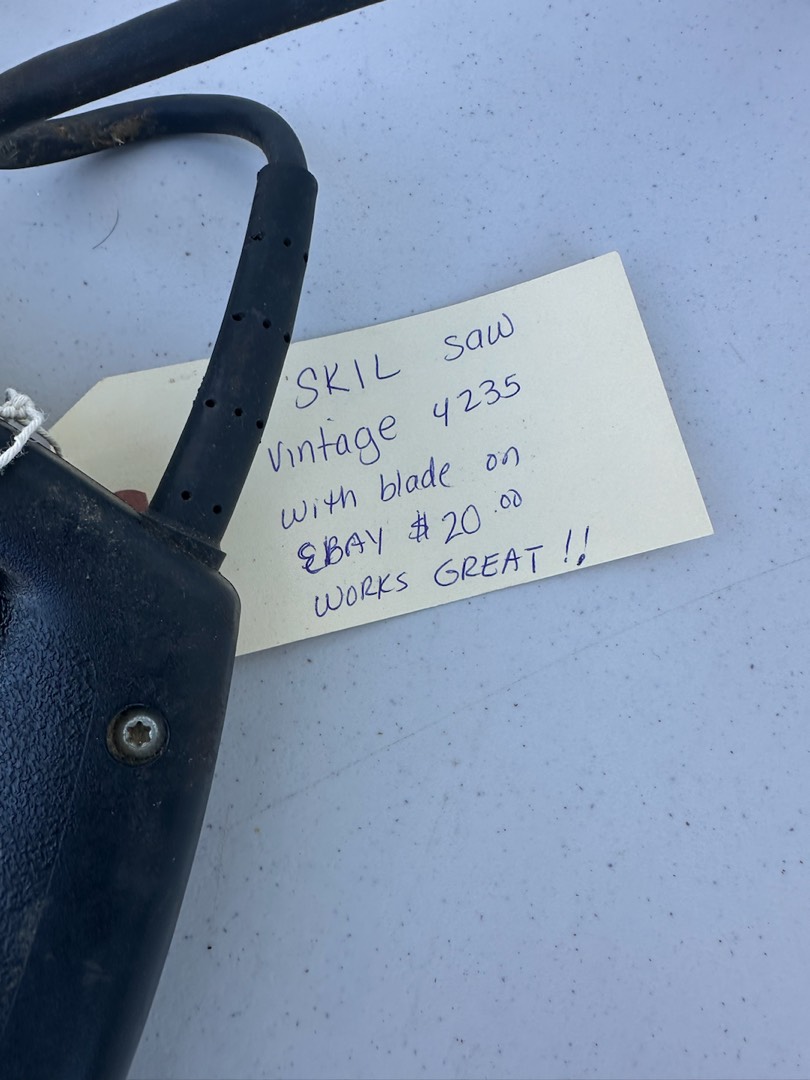 SKIL saw
vintage 4235
with blade on
EBAY $20.00
WORKS GREAT !!